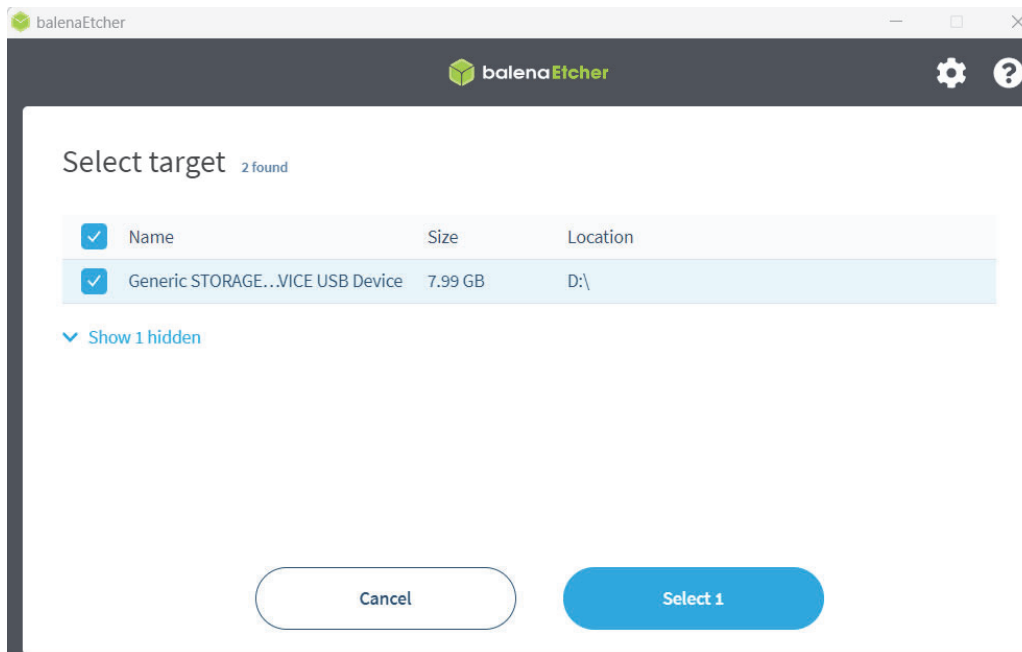 balenaEtcher
balenaEtcher
Select target 2 found
Name Size Location
Generic STORAGE...VICE USB Device 7.99 GB D:\
Show 1 hidden
Cancel Select 1